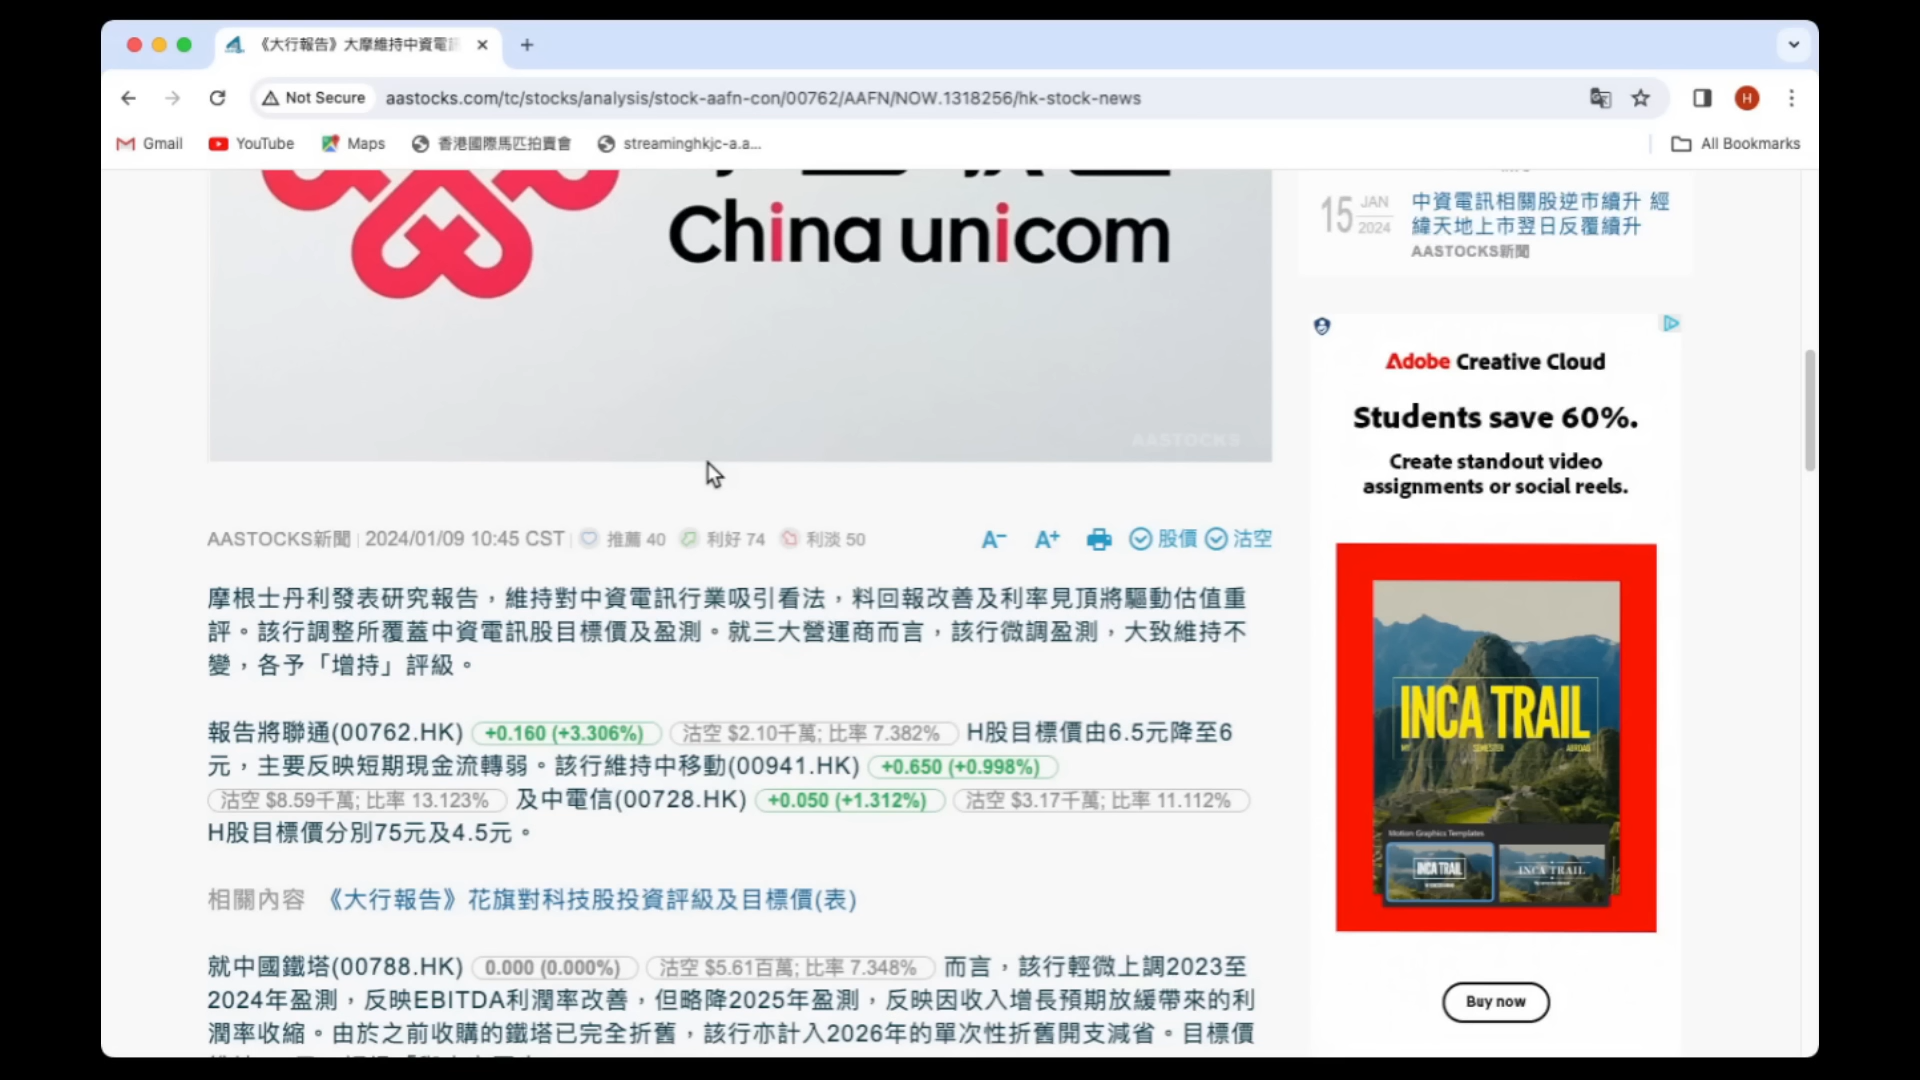 《大行報告》大摩維持中資電訊
Not Secure
aastocks.com/tc/stocks/analysis/stock-aafn-con/00762/AAFN/NOW.1318256/hk-stock-news
H
Gmail
YouTube
Maps
香港國際馬匹拍賣會
streaminghkjc-a.a...
All Bookmarks
China unicom
AASTOCKS
15 JAN 2024
中資電訊相關股逆市續升 經
緯天地上市翌日反覆續升
AASTOCKS新聞
AASTOCKS新聞 | 2024/01/09 10:45 CST | 推薦 40 利好 74 利淡 50
A− A+ 股價 沽空
摩根士丹利發表研究報告，維持對中資電訊行業吸引看法，料回報改善及利率見頂將驅動估值重
評。該行調整所覆蓋中資電訊股目標價及盈測。就三大營運商而言，該行微調盈測，大致維持不
變，各予「增持」評級。
報告將聯通(00762.HK) +0.160 (+3.306%) 沽空 $2.10千萬; 比率 7.382% H股目標價由6.5元降至6
元，主要反映短期現金流轉弱。該行維持中移動(00941.HK) +0.650 (+0.998%)
沽空 $8.59千萬; 比率 13.123% 及中電信(00728.HK) +0.050 (+1.312%) 沽空 $3.17千萬; 比率 11.112%
H股目標價分別75元及4.5元。
相關內容 《大行報告》花旗對科技股投資評級及目標價(表)
就中國鐵塔(00788.HK) 0.000 (0.000%) 沽空 $5.61百萬; 比率 7.348% 而言，該行輕微上調2023至
2024年盈測，反映EBITDA利潤率改善，但略降2025年盈測，反映因收入增長預期放緩帶來的利
潤率收縮。由於之前收購的鐵塔已完全折舊，該行亦計入2026年的單次性折舊開支減省。目標價
Adobe Creative Cloud
Students save 60%.
Create standout video
assignments or social reels.
INCA TRAIL
MY SEMESTER ABROAD
Motion Graphics Templates
INCA TRAIL
INCA TRAIL
Buy now